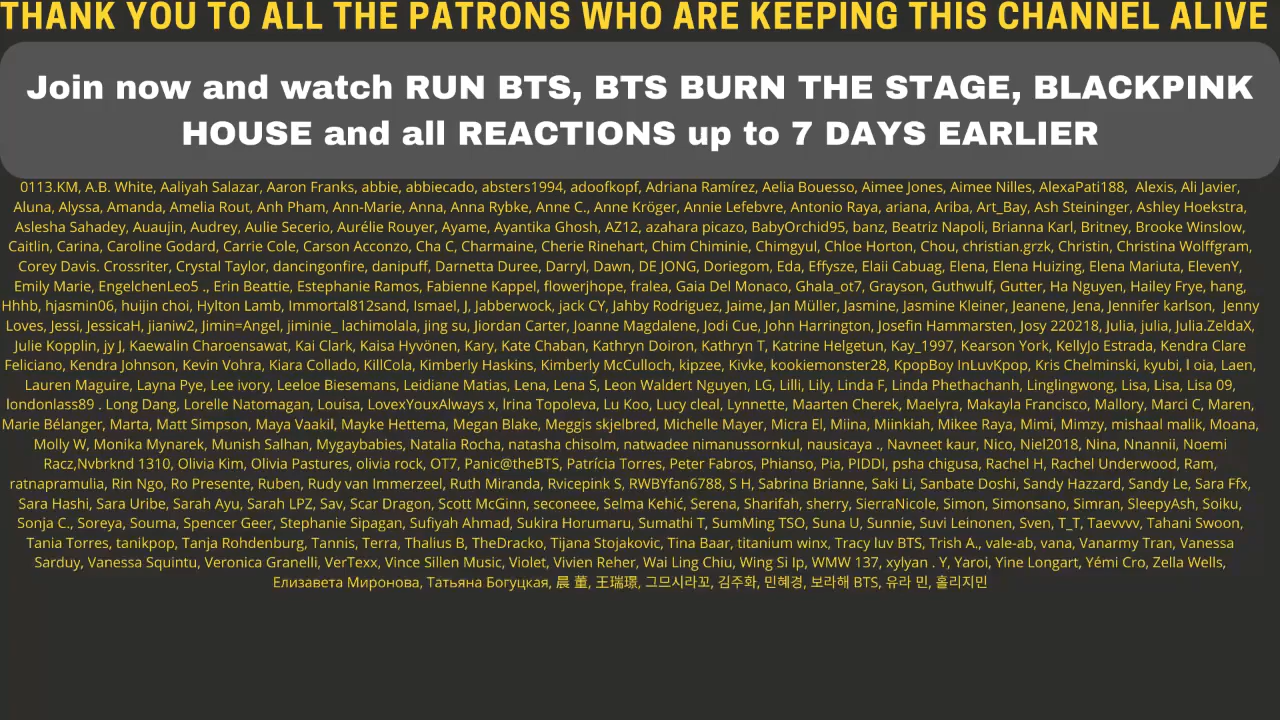 THANK YOU TO ALL THE PATRONS WHO ARE KEEPING THIS CHANNEL ALIVE
Join now and watch RUN BTS, BTS BURN THE STAGE, BLACKPINK
HOUSE and all REACTIONS up to 7 DAYS EARLIER
0113.KM, A.B. White, Aaliyah Salazar, Aaron Franks, abbie, abbiecado, absters1994, adoofkopf, Adriana Ramírez, Aelia Bouesso, Aimee Jones, Aimee Nilles, AlexaPati188, Alexis, Ali Javier,
Aluna, Alyssa, Amanda, Amelia Rout, Anh Pham, Ann-Marie, Anna, Anna Rybke, Anne C., Anne Kröger, Annie Lefebvre, Antonio Raya, ariana, Ariba, Art_Bay, Ash Steininger, Ashley Hoekstra,
Aslesha Sahadey, Auaujin, Audrey, Aulie Secerio, Aurélie Rouyer, Ayame, Ayantika Ghosh, AZ12, azahara picazo, BabyOrchid95, banz, Beatriz Napoli, Brianna Karl, Britney, Brooke Winslow,
Caitlin, Carina, Caroline Godard, Carrie Cole, Carson Acconzo, Cha C, Charmaine, Cherie Rinehart, Chim Chiminie, Chimgyul, Chloe Horton, Chou, christian.grzk, Christin, Christina Wolffgram,
Corey Davis. Crossriter, Crystal Taylor, dancingonfire, danipuff, Darnetta Duree, Darryl, Dawn, DE JONG, Doriegom, Eda, Effysze, Elaii Cabuag, Elena, Elena Huizing, Elena Mariuta, ElevenY,
Emily Marie, EngelchenLeo5 ., Erin Beattie, Estephanie Ramos, Fabienne Kappel, flowerjhope, fralea, Gaia Del Monaco, Ghala_ot7, Grayson, Guthwulf, Gutter, Ha Nguyen, Hailey Frye, hang,
Hhhb, hjasmin06, huijin choi, Hylton Lamb, Immortal812sand, Ismael, J, Jabberwock, jack CY, Jahby Rodriguez, Jaime, Jan Müller, Jasmine, Jasmine Kleiner, Jeanene, Jena, Jennifer karlson, Jenny
Loves, Jessi, JessicaH, jianiw2, Jimin=Angel, jiminie_ lachimolala, jing su, Jiordan Carter, Joanne Magdalene, Jodi Cue, John Harrington, Josefin Hammarsten, Josy 220218, Julia, julia, Julia.ZeldaX,
Julie Kopplin, jy J, Kaewalin Charoensawat, Kai Clark, Kaisa Hyvönen, Kary, Kate Chaban, Kathryn Doiron, Kathryn T, Katrine Helgetun, Kay_1997, Kearson York, KellyJo Estrada, Kendra Clare
Feliciano, Kendra Johnson, Kevin Vohra, Kiara Collado, KillCola, Kimberly Haskins, Kimberly McCulloch, kipzee, Kivke, kookiemonster28, KpopBoy InLuvKpop, Kris Chelminski, kyubi, l oia, Laen,
Lauren Maguire, Layna Pye, Lee ivory, Leeloe Biesemans, Leidiane Matias, Lena, Lena S, Leon Waldert Nguyen, LG, Lilli, Lily, Linda F, Linda Phethachanh, Linglingwong, Lisa, Lisa, Lisa 09,
londonlass89 . Long Dang, Lorelle Natomagan, Louisa, LovexYouxAlways x, lrina Topoleva, Lu Koo, Lucy cleal, Lynnette, Maarten Cherek, Maelyra, Makayla Francisco, Mallory, Marci C, Maren,
Marie Bélanger, Marta, Matt Simpson, Maya Vaakil, Mayke Hettema, Megan Blake, Meggis skjelbred, Michelle Mayer, Micra El, Miina, Miinkiah, Mikee Raya, Mimi, Mimzy, mishaal malik, Moana,
Molly W, Monika Mynarek, Munish Salhan, Mygaybabies, Natalia Rocha, natasha chisolm, natwadee nimanussornkul, nausicaya ., Navneet kaur, Nico, Niel2018, Nina, Nnannii, Noemi
Racz,Nvbrknd 1310, Olivia Kim, Olivia Pastures, olivia rock, OT7, Panic@theBTS, Patrícia Torres, Peter Fabros, Phianso, Pia, PIDDI, psha chigusa, Rachel H, Rachel Underwood, Ram,
ratnapramulia, Rin Ngo, Ro Presente, Ruben, Rudy van Immerzeel, Ruth Miranda, Rvicepink S, RWBYfan6788, S H, Sabrina Brianne, Saki Li, Sanbate Doshi, Sandy Hazzard, Sandy Le, Sara Ffx,
Sara Hashi, Sara Uribe, Sarah Ayu, Sarah LPZ, Sav, Scar Dragon, Scott McGinn, seconeee, Selma Kehić, Serena, Sharifah, sherry, SierraNicole, Simon, Simonsano, Simran, SleepyAsh, Soiku,
Sonja C., Soreya, Souma, Spencer Geer, Stephanie Sipagan, Sufiyah Ahmad, Sukira Horumaru, Sumathi T, SumMing TSO, Suna U, Sunnie, Suvi Leinonen, Sven, T_T, Taevvvv, Tahani Swoon,
Tania Torres, tanikpop, Tanja Rohdenburg, Tannis, Terra, Thalius B, TheDracko, Tijana Stojakovic, Tina Baar, titanium winx, Tracy luv BTS, Trish A., vale-ab, vana, Vanarmy Tran, Vanessa
Sarduy, Vanessa Squintu, Veronica Granelli, VerTexx, Vince Sillen Music, Violet, Vivien Reher, Wai Ling Chiu, Wing Si Ip, WMW 137, xylyan . Y, Yaroi, Yine Longart, Yémi Cro, Zella Wells,
Елизавета Миронова, Татьяна Богуцкая, 晨 董, 王瑞璟, 그므시라꼬, 김주화, 민혜경, 보라해 BTS, 유라 민, 홀리지민